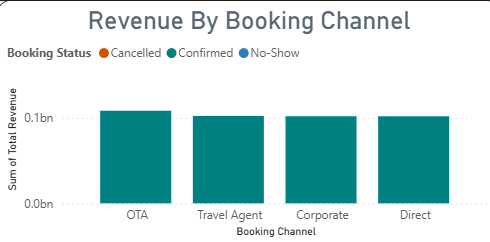 Revenue By Booking Channel
Booking Status Cancelled Confirmed No-Show
Sum of Total Revenue
0.1bn
0.0bn
OTA Travel Agent Corporate Direct
Booking Channel